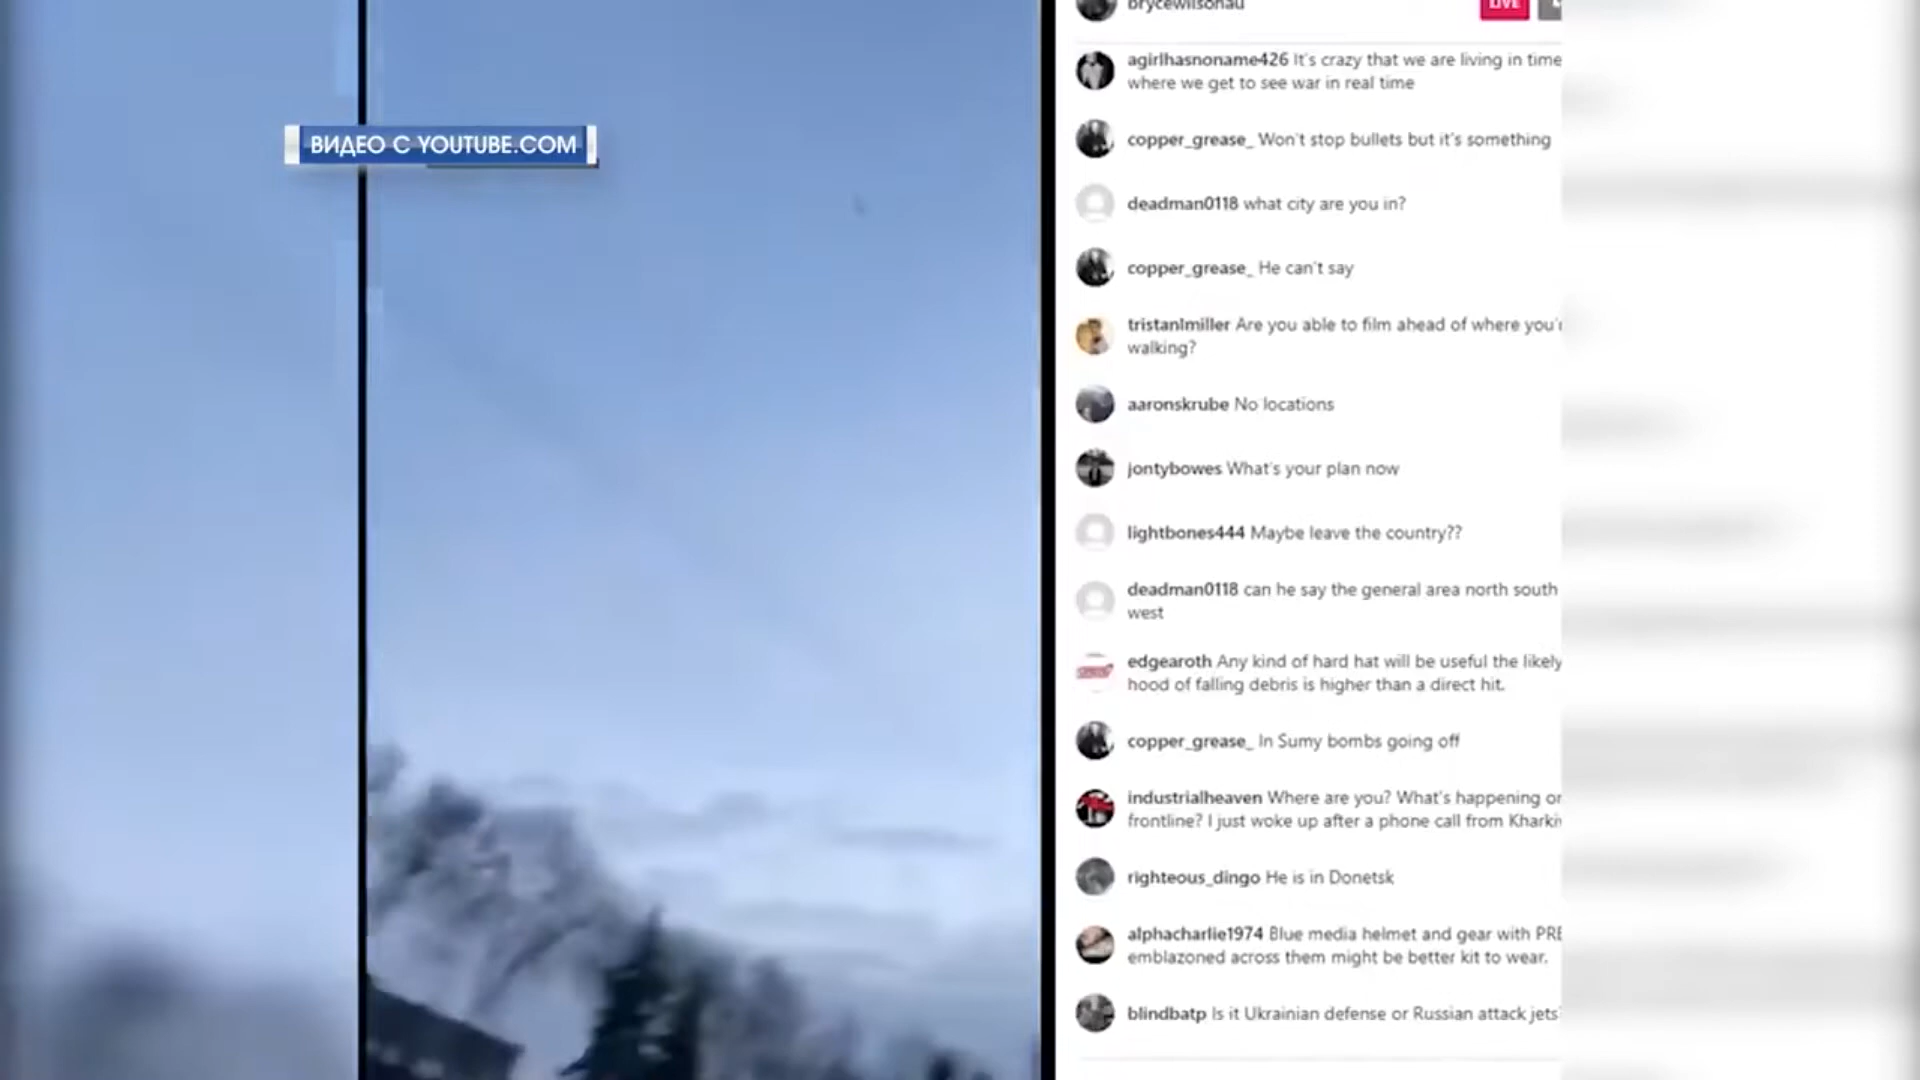 brycewilsonau
LIVE
ВИДЕО С YOUTUBE.COM
agirlhasnoname426 It's crazy that we are living in time
where we get to see war in real time
copper_grease_ Won't stop bullets but it's something
deadman0118 what city are you in?
copper_grease_ He can't say
tristanlmiller Are you able to film ahead of where you'
walking?
aaronskrube No locations
jontybowes What's your plan now
lightbones444 Maybe leave the country??
deadman0118 can he say the general area north south
west
edgearoth Any kind of hard hat will be useful the likely
hood of falling debris is higher than a direct hit.
copper_grease_ In Sumy bombs going off
industrialheaven Where are you? What's happening or
frontline? I just woke up after a phone call from Kharkiv
righteous_dingo He is in Donetsk
alphacharlie1974 Blue media helmet and gear with PRE
emblazoned across them might be better kit to wear.
blindbatp Is it Ukrainian defense or Russian attack jets